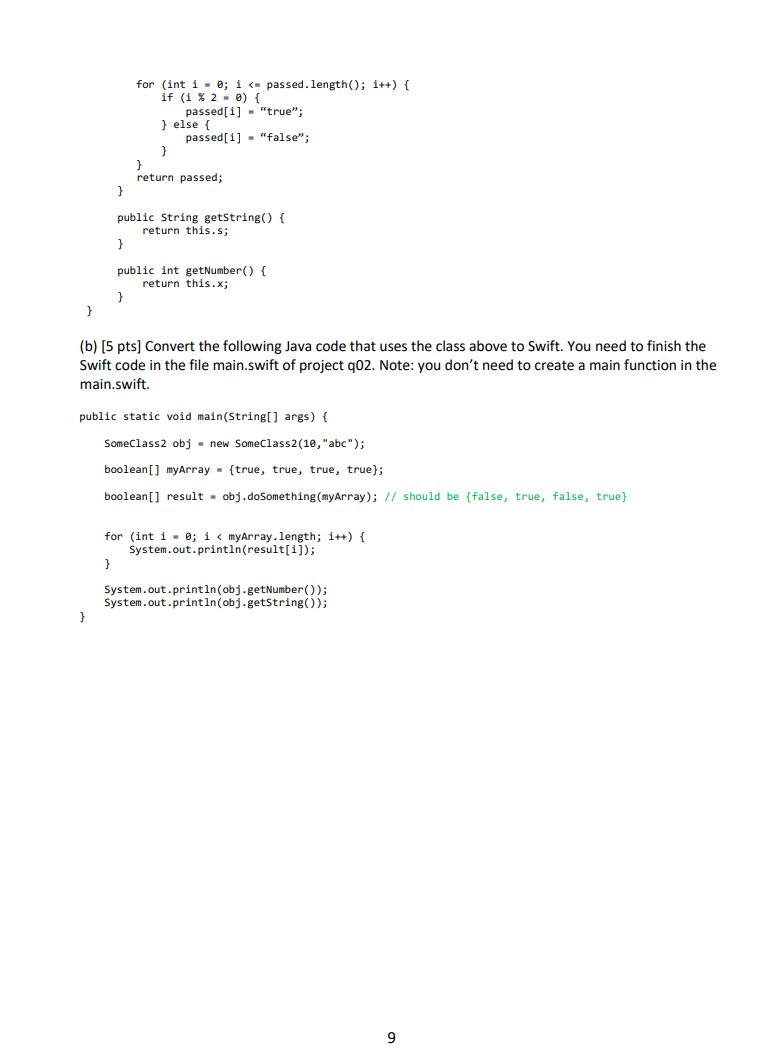 for (int i = 0; i <= passed.length(); i++) {
if (i % 2 = 0) {
passed[i] = “true”;
} else {
passed[i] = “false”;
}
}
return passed;
}
public String getString() {
return this.s;
}
public int getNumber() {
return this.x;
}
}
(b) [5 pts] Convert the following Java code that uses the class above to Swift. You need to finish the
Swift code in the file main.swift of project q02. Note: you don’t need to create a main function in the
main.swift.
public static void main(String[] args) {
SomeClass2 obj = new SomeClass2(10,"abc");
boolean[] myArray = {true, true, true, true};
boolean[] result = obj.doSomething(myArray); // should be {false, true, false, true}
for (int i = 0; i < myArray.length; i++) {
System.out.println(result[i]);
}
System.out.println(obj.getNumber());
System.out.println(obj.getString());
}
9